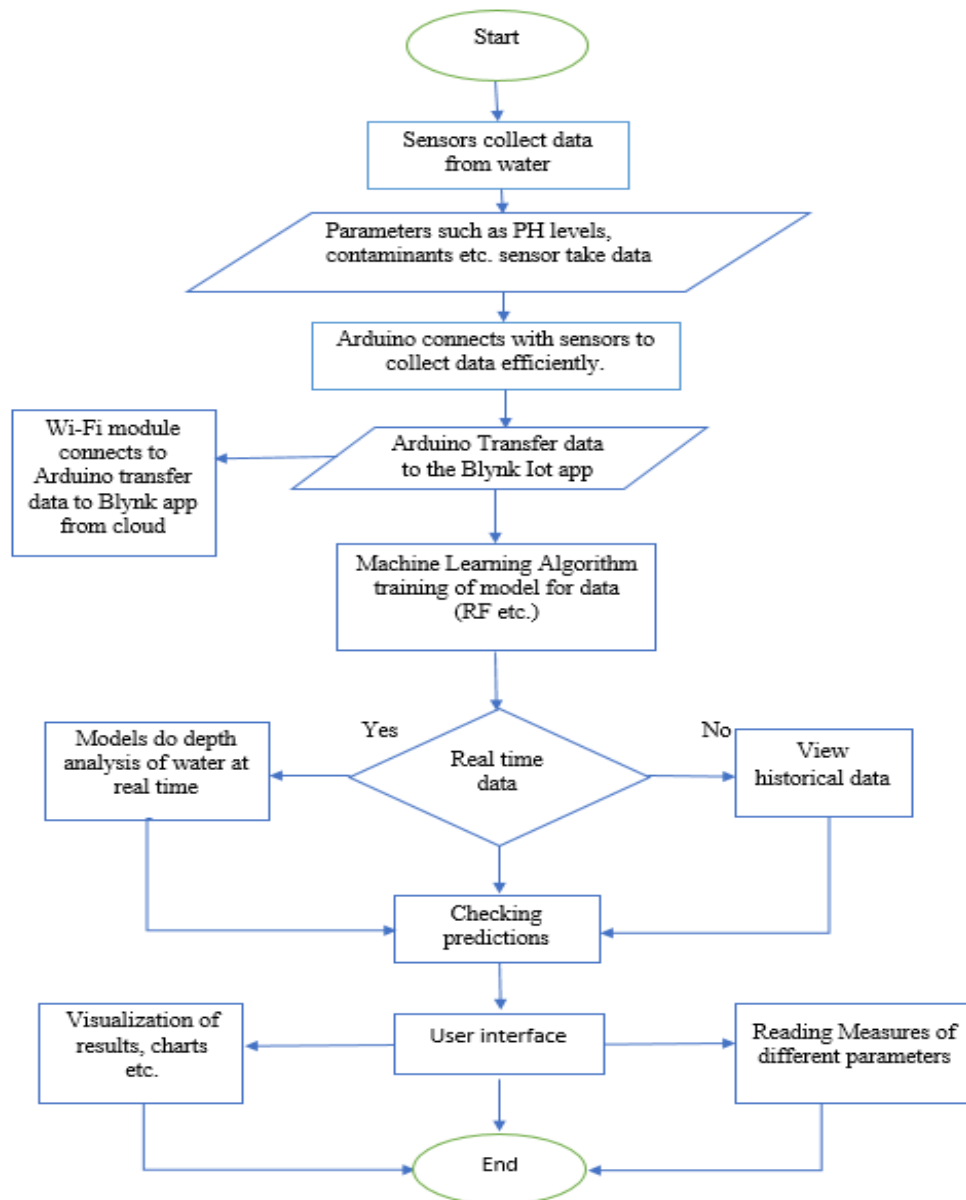 Start
Sensors collect data
from water
Parameters such as PH levels,
contaminants etc. sensor take data
Arduino connects with sensors to
collect data efficiently.
Wi-Fi module
connects to
Arduino transfer
data to Blynk app
from cloud
Arduino Transfer data
to the Blynk Iot app
Machine Learning Algorithm
training of model for data
(RF etc.)
Yes
No
Models do depth
analysis of water at
real time
Real time
data
View
historical data
Checking
predictions
Visualization of
results, charts
etc.
User interface
Reading Measures of
different parameters
End